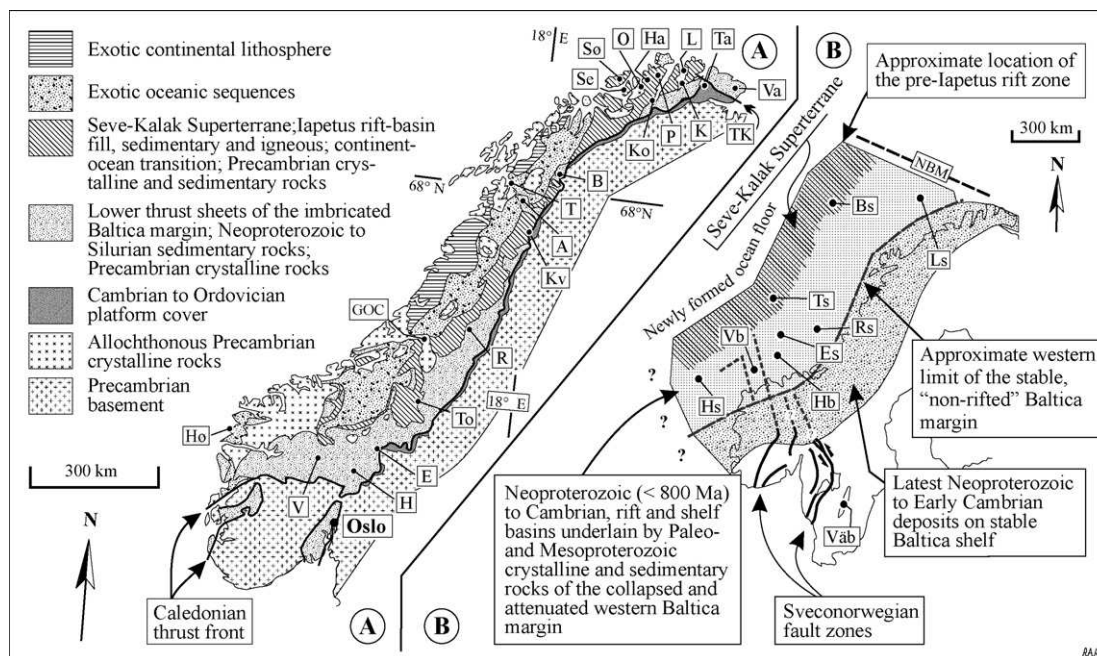 Exotic continental lithosphere
Exotic oceanic sequences
Seve-Kalak Superterrane;Iapetus rift-basin
fill, sedimentary and igneous; continent-
ocean transition; Precambrian crys-
talline and sedimentary rocks
Lower thrust sheets of the imbricated
Baltica margin; Neoproterozoic to
Silurian sedimentary rocks;
Precambrian crystalline rocks
Cambrian to Ordovician
platform cover
Allochthonous Precambrian
crystalline rocks
Precambrian
basement
300 km
N
Caledonian
thrust front
18° E
Sø
O
Ha
L
Ta
Se
Va
Ko
P
K
TK
68° N
B
68°N
T
A
Kv
GOC
R
18° E
To
Hø
E
V
H
Oslo
A
B
A
B
Approximate location of
the pre-Iapetus rift zone
300 km
N
NBM
Seve-Kalak Superterrane
Newly formed ocean floor
Bs
Ls
Ts
Rs
Vb
Es
Hs
Hb
?
?
?
?
Approximate western
limit of the stable,
“non-rifted” Baltica
margin
Neoproterozoic (< 800 Ma)
to Cambrian, rift and shelf
basins underlain by Paleo-
and Mesoproterozoic
crystalline and sedimentary
rocks of the collapsed and
attenuated western Baltica
margin
Latest Neoproterozoic
to Early Cambrian
deposits on stable
Baltica shelf
Väb
Sveconorwegian
fault zones